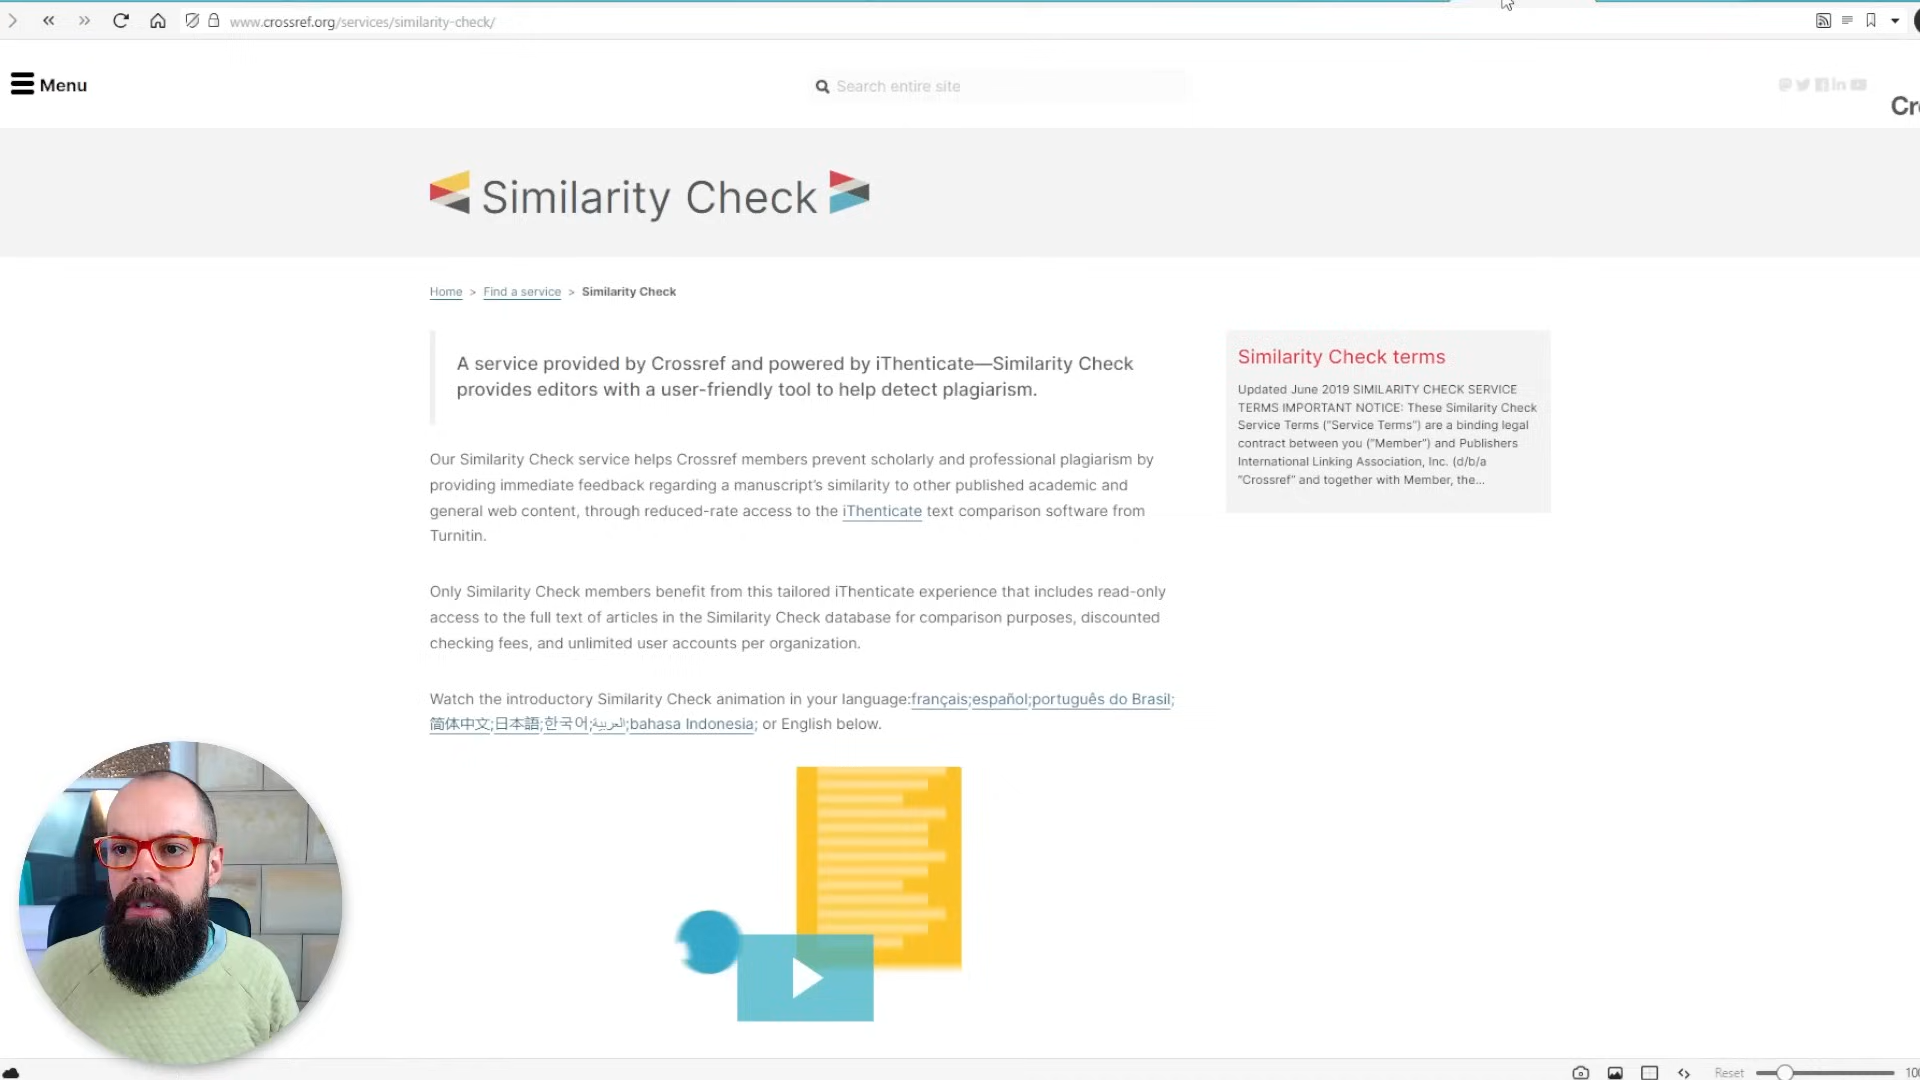 www.crossref.org/services/similarity-check/
Menu
Search entire site
Similarity Check
Home > Find a service > Similarity Check
A service provided by Crossref and powered by iThenticate—Similarity Check
provides editors with a user-friendly tool to help detect plagiarism.
Our Similarity Check service helps Crossref members prevent scholarly and professional plagiarism by
providing immediate feedback regarding a manuscript’s similarity to other published academic and
general web content, through reduced-rate access to the iThenticate text comparison software from
Turnitin.
Only Similarity Check members benefit from this tailored iThenticate experience that includes read-only
access to the full text of articles in the Similarity Check database for comparison purposes, discounted
checking fees, and unlimited user accounts per organization.
Watch the introductory Similarity Check animation in your language:français;español;português do Brasil;
简体中文;日本語;한국어;العربية;bahasa Indonesia; or English below.
Similarity Check terms
Updated June 2019 SIMILARITY CHECK SERVICE
TERMS IMPORTANT NOTICE: These Similarity Check
Service Terms (“Service Terms”) are a binding legal
contract between you (“Member”) and Publishers
International Linking Association, Inc. (d/b/a
“Crossref” and together with Member, the...
Reset